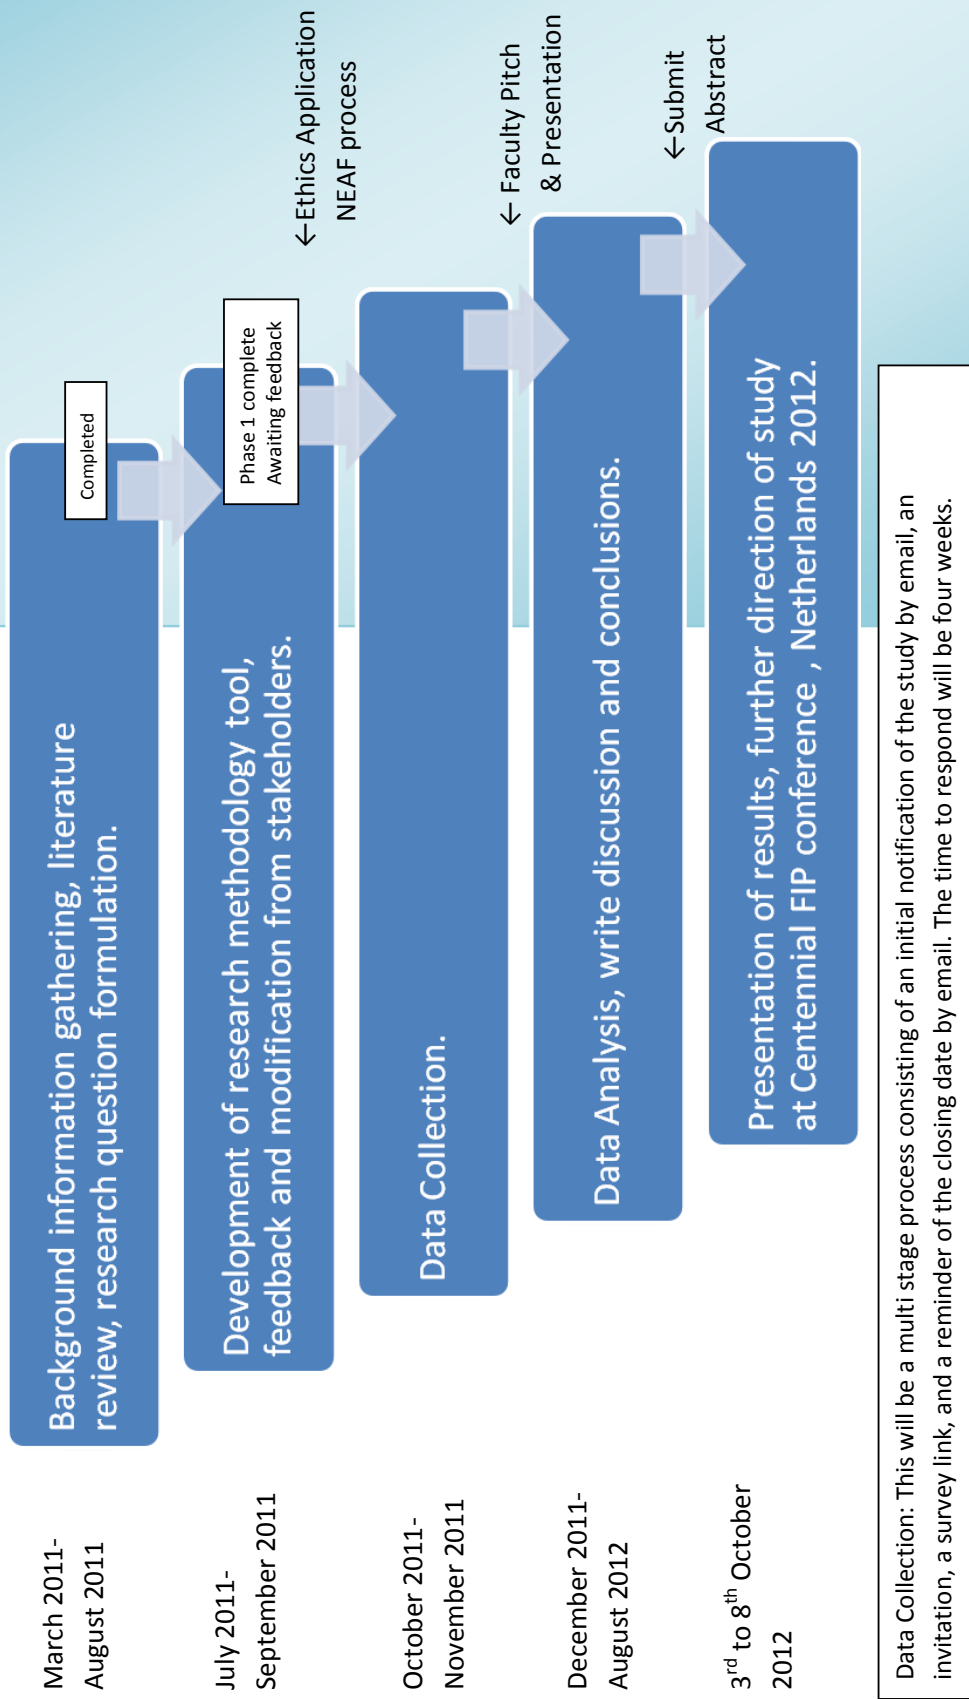 March 2011-
August 2011
Background information gathering, literature
review, research question formulation.
Completed
July 2011-
September 2011
Development of research methodology tool,
feedback and modification from stakeholders.
Phase 1 complete
Awaiting feedback
←Ethics Application
NEAF process
October 2011-
November 2011
Data Collection.
← Faculty Pitch
& Presentation
December 2011-
August 2012
Data Analysis, write discussion and conclusions.
←Submit
Abstract
3rd to 8th October
2012
Presentation of results, further direction of study
at Centennial FIP conference , Netherlands 2012.
Data Collection: This will be a multi stage process consisting of an initial notification of the study by email, an
invitation, a survey link, and a reminder of the closing date by email. The time to respond will be four weeks.